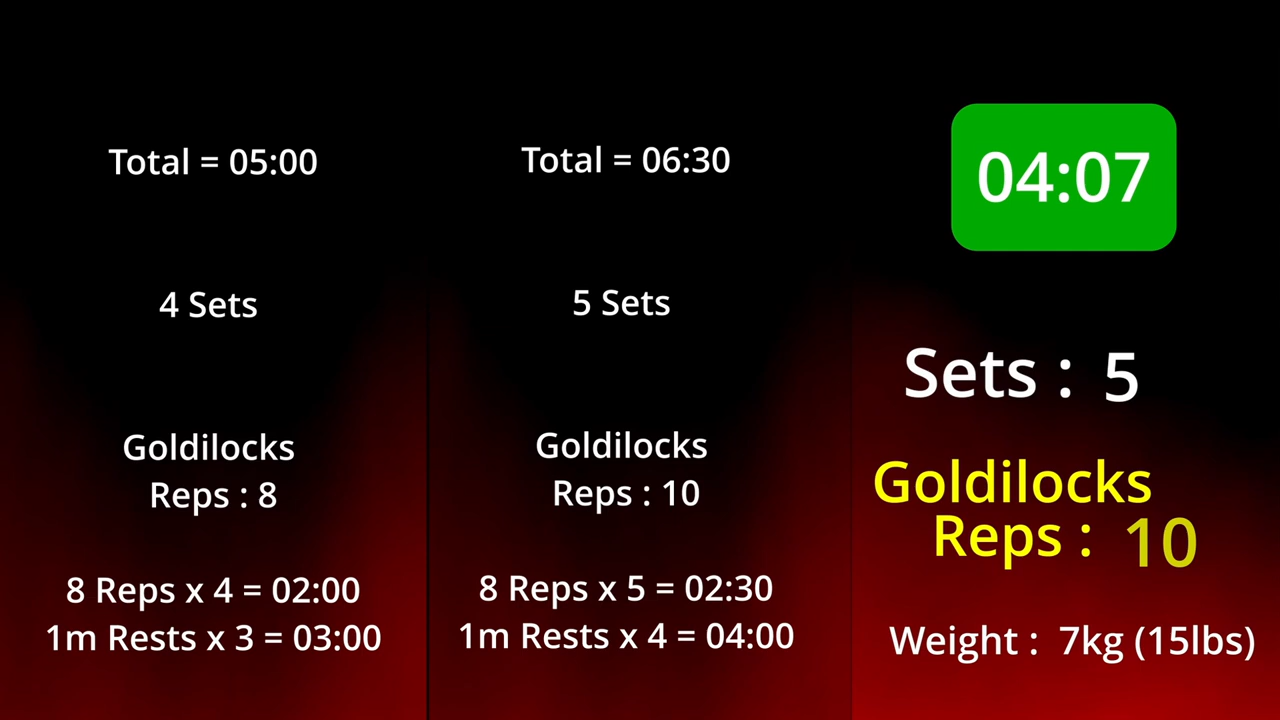 Total = 05:00
4 Sets
Goldilocks
Reps : 8
8 Reps x 4 = 02:00
1m Rests x 3 = 03:00
Total = 06:30
5 Sets
Goldilocks
Reps : 10
8 Reps x 5 = 02:30
1m Rests x 4 = 04:00
04:07
Sets : 5
Goldilocks
Reps : 10
Weight : 7kg (15lbs)